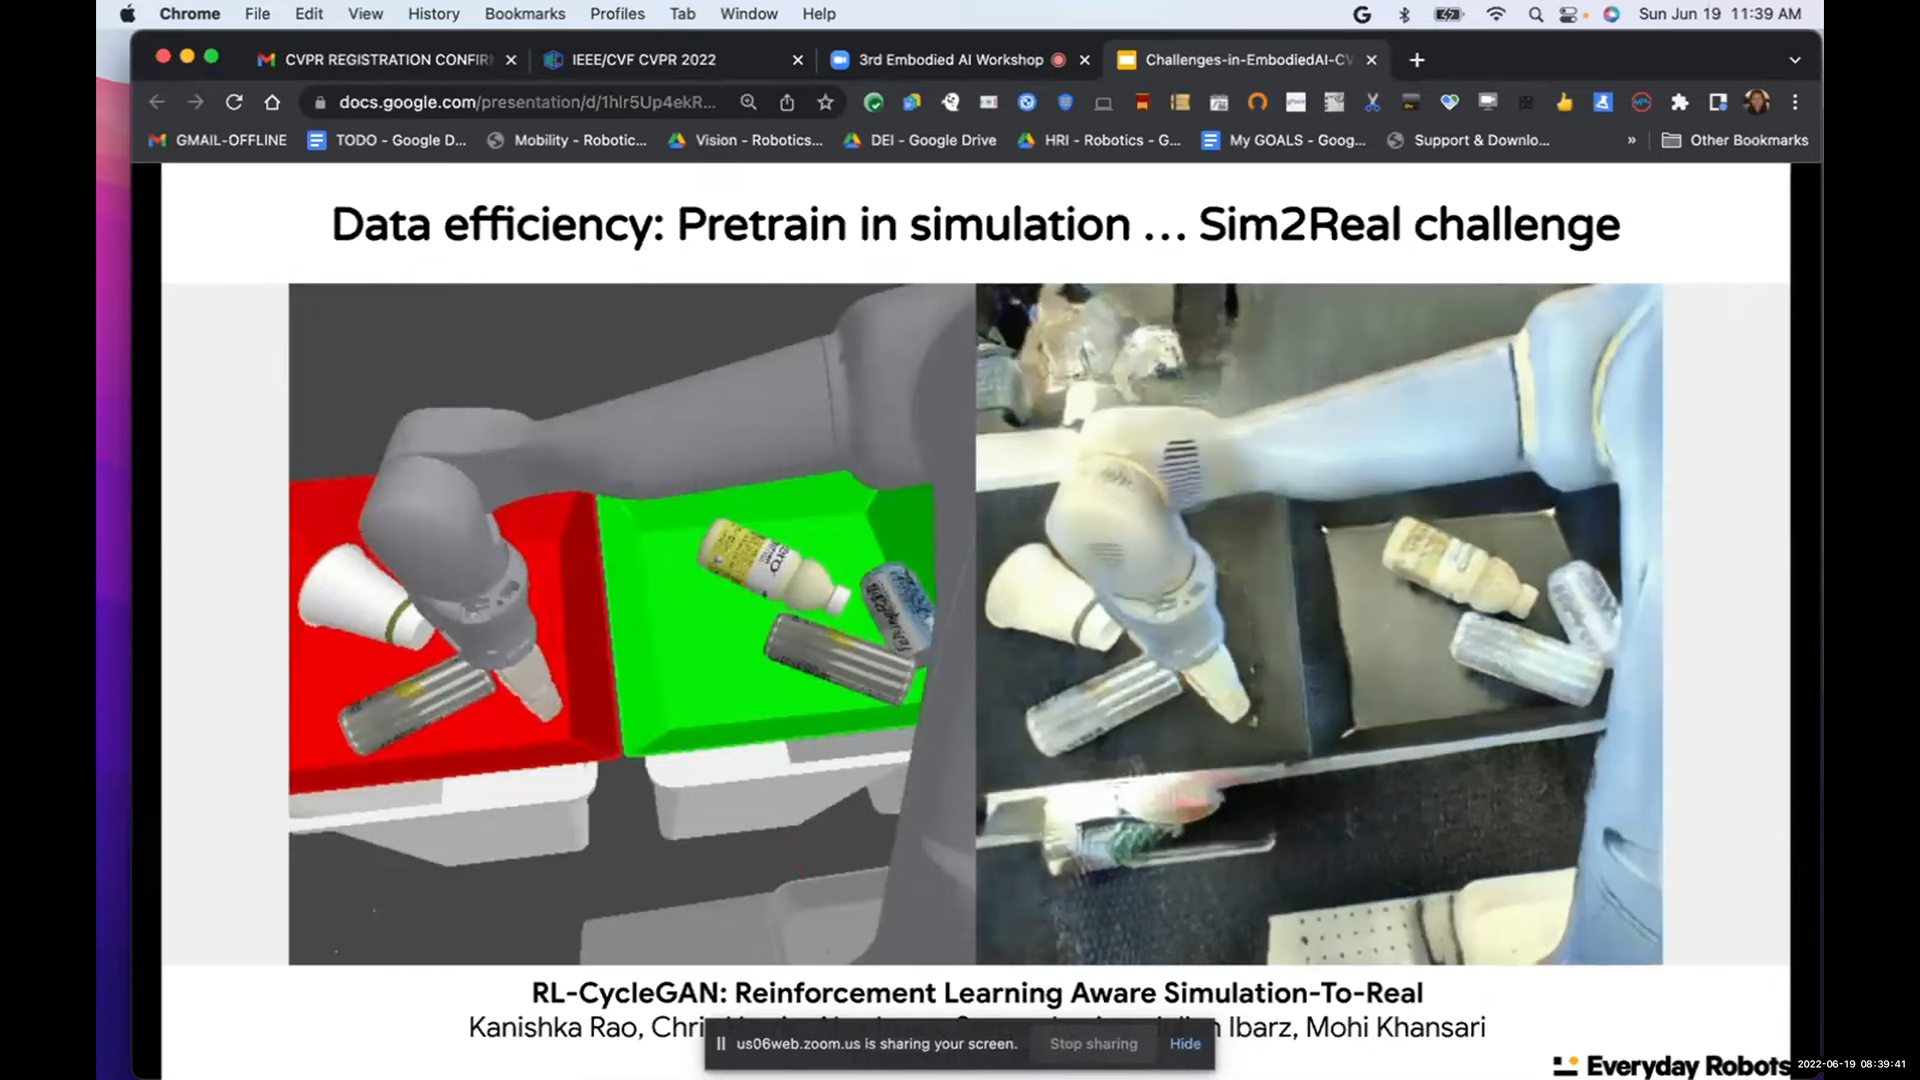 Chrome File Edit View History Bookmarks Profiles Tab Window Help Sun Jun 19 11:39 AM
CVPR REGISTRATION CONFIR IEEE/CVF CVPR 2022 3rd Embodied AI Workshop Challenges-in-EmbodiedAI-CV
docs.google.com/presentation/d/1hlr5Up4ekR...
GMAIL-OFFLINE TODO - Google D... Mobility - Robotic... Vision - Robotics... DEI - Google Drive HRI - Robotics - G... My GOALS - Goog... Support & Downlo... » Other Bookmarks
Data efficiency: Pretrain in simulation ... Sim2Real challenge
RL-CycleGAN: Reinforcement Learning Aware Simulation-To-Real
Kanishka Rao, Chri Ibarz, Mohi Khansari
us06web.zoom.us is sharing your screen. Stop sharing Hide
Everyday Robots
2022-06-19 08:39:41